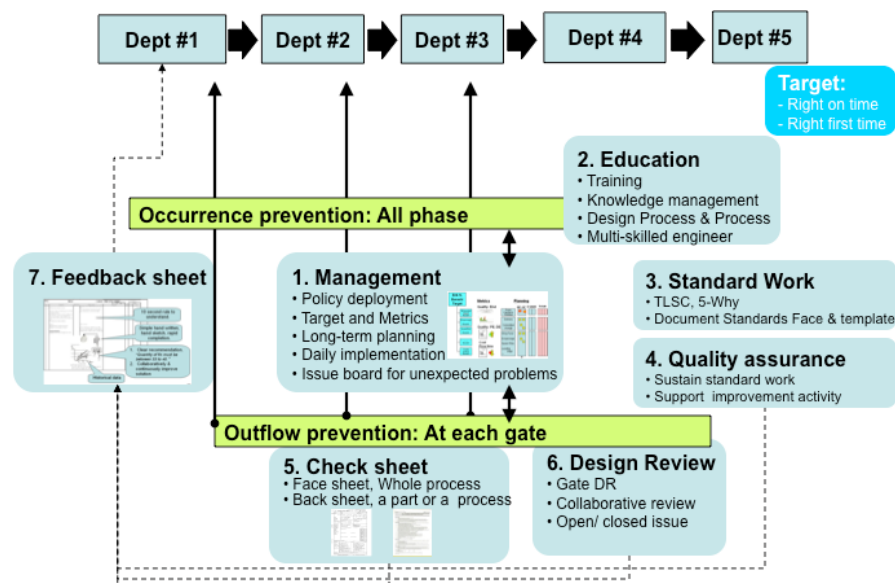 Dept #1
Dept #2
Dept #3
Dept #4
Dept #5
Target:
- Right on time
- Right first time
2. Education
• Training
• Knowledge management
• Design Process & Process
• Multi-skilled engineer
Occurrence prevention: All phase
7. Feedback sheet
1. Management
• Policy deployment
• Target and Metrics
• Long-term planning
• Daily implementation
• Issue board for unexpected problems
Metrics
Planning
3. Standard Work
• TLSC, 5-Why
• Document Standards Face & template
4. Quality assurance
• Sustain standard work
• Support improvement activity
Outflow prevention: At each gate
5. Check sheet
• Face sheet, Whole process
• Back sheet, a part or a process
6. Design Review
• Gate DR
• Collaborative review
• Open/ closed issue